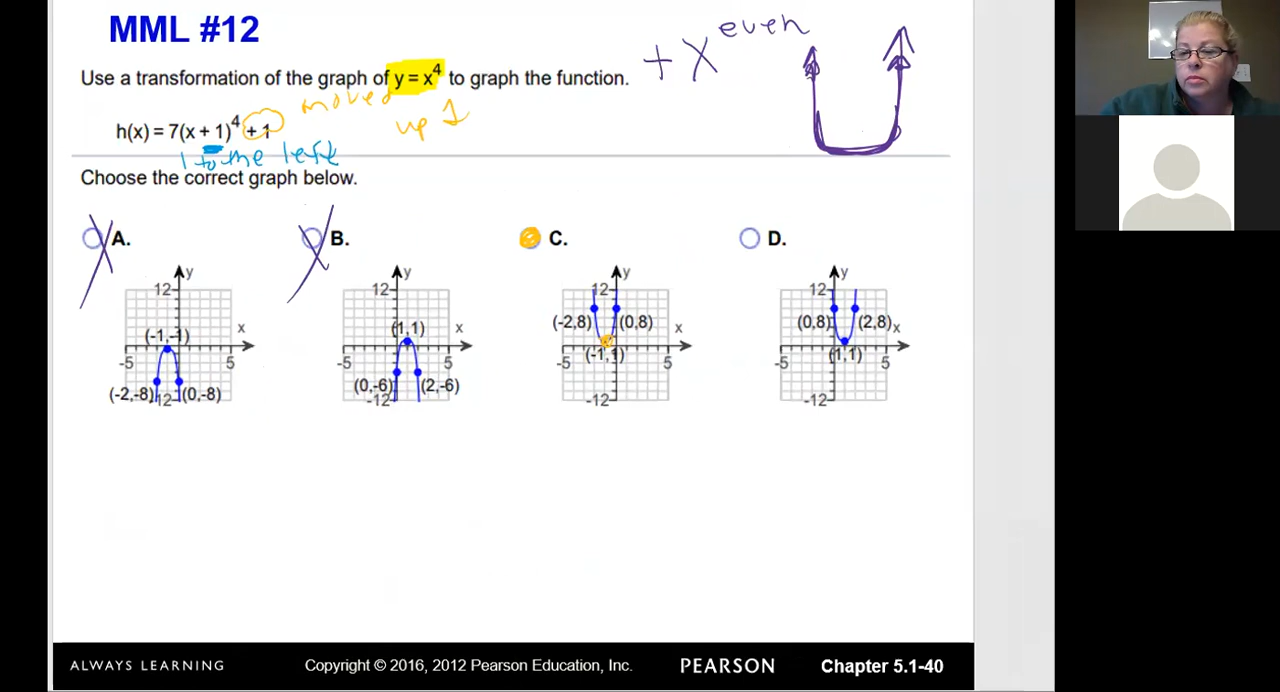 MML #12
+ x^even
Use a transformation of the graph of y = x^4 to graph the function.
moved
up 1
h(x) = 7(x + 1)^4 + 1
1 to the left
Choose the correct graph below.
A.
B.
C.
D.
y
12
(-1,-1)
x
-5
5
(-2,-8)
-12
(0,-8)
y
12
(1,1)
x
-5
5
(0,-6)
(2,-6)
-12
y
12
(-2,8)
(0,8)
x
(-1,1)
-5
5
-12
y
12
(0,8)
(2,8)
x
(1,1)
-5
5
-12
ALWAYS LEARNING
Copyright © 2016, 2012 Pearson Education, Inc.
PEARSON
Chapter 5.1-40